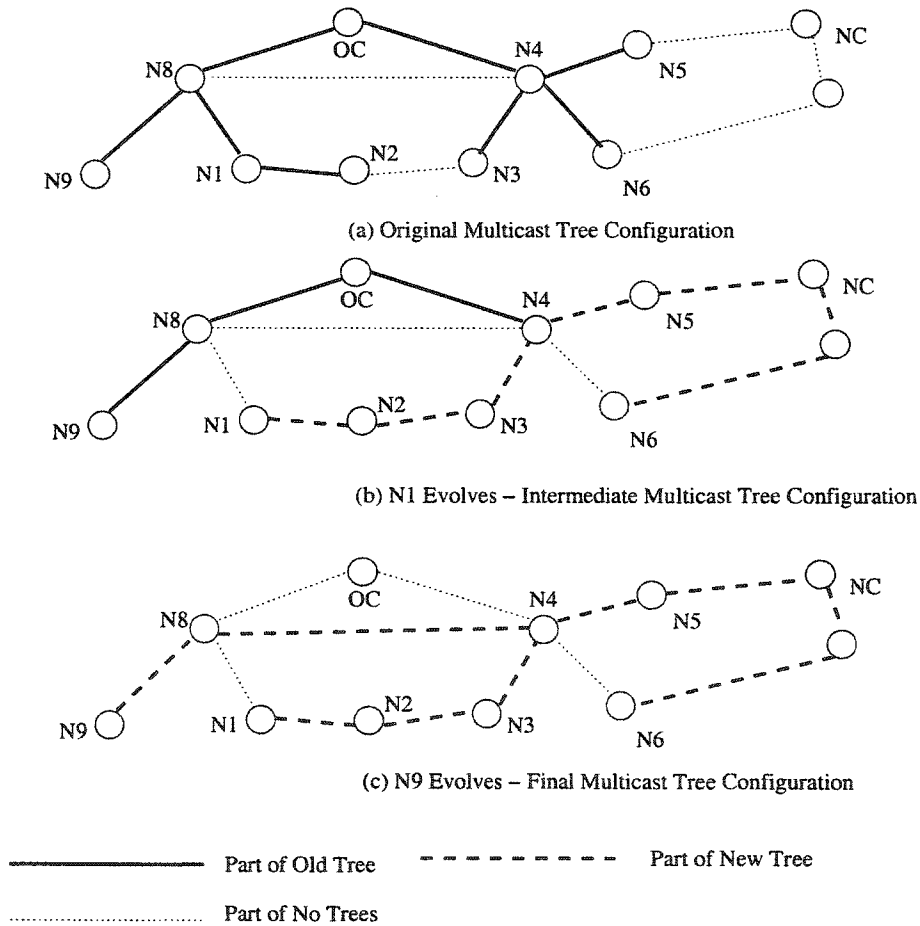 OC
N4
NC
N8
N5
N2
N9
N1
N3
N6
(a) Original Multicast Tree Configuration
OC
N4
NC
N8
N5
N2
N9
N1
N3
N6
(b) N1 Evolves – Intermediate Multicast Tree Configuration
OC
N4
NC
N8
N5
N2
N9
N1
N3
N6
(c) N9 Evolves – Final Multicast Tree Configuration
Part of Old Tree
Part of New Tree
Part of No Trees